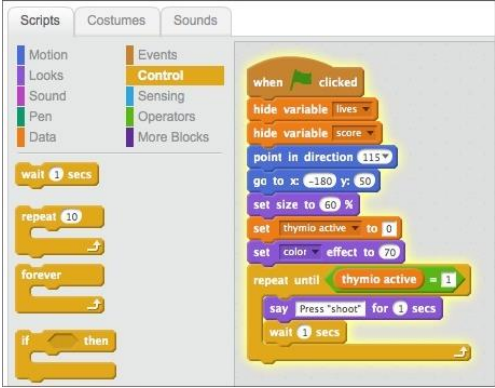 Scripts Costumes Sounds
Motion Events
Looks Control
Sound Sensing
Pen Operators
Data More Blocks
wait 1 secs
repeat 10
forever
if then
when clicked
hide variable lives
hide variable score
point in direction 115
go to x: -180 y: 50
set size to 60 %
set thymio active to 0
set color effect to 70
repeat until thymio active = 1
say Press "shoot" for 1 secs
wait 1 secs